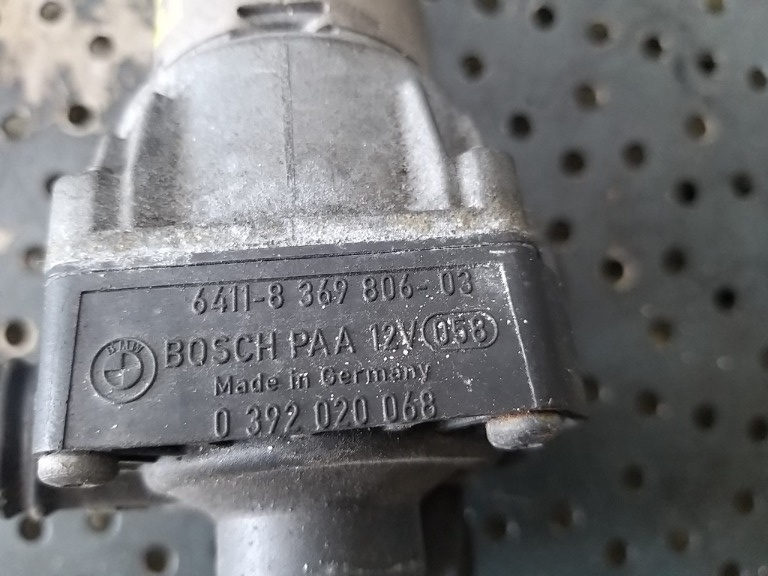 6411-8 369 806-03
BOSCH PAA 12V 058
Made in Germany
0 392 020 068